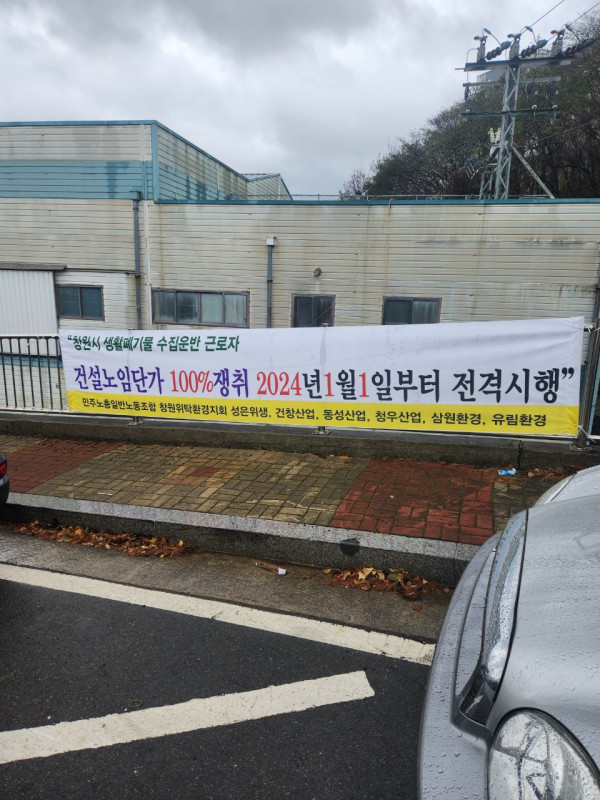 "창원시 생활폐기물 수집운반 근로자
건설노임단가 100%쟁취 2024년1월1일부터 전격시행"
민주노총일반노동조합 창원위탁환경지회 성은위생, 건창산업, 동성산업, 청우산업, 삼원환경, 유림환경